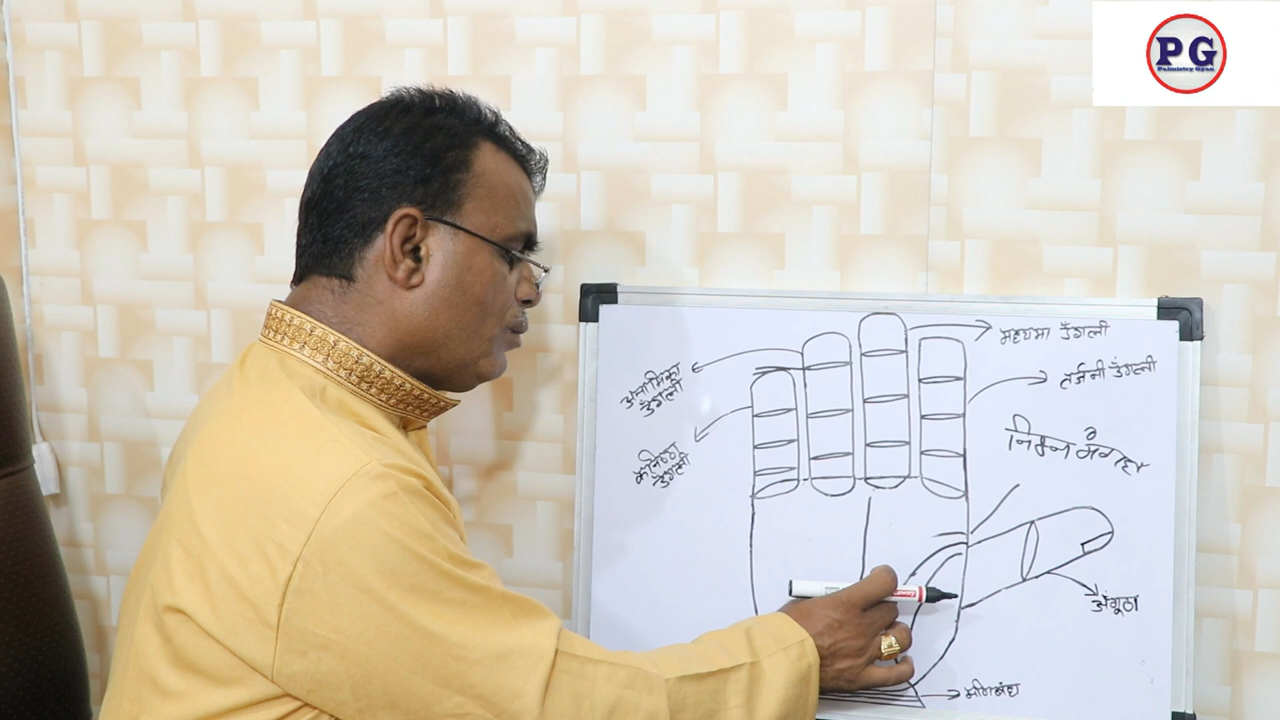 PG
Palmistry Gyan
मध्यमा उँगली
तर्जनी उँगली
अनामिका
उँगली
कनिष्ठा
उँगली
निम्न मंगल
अंगूठा
मणिबंध